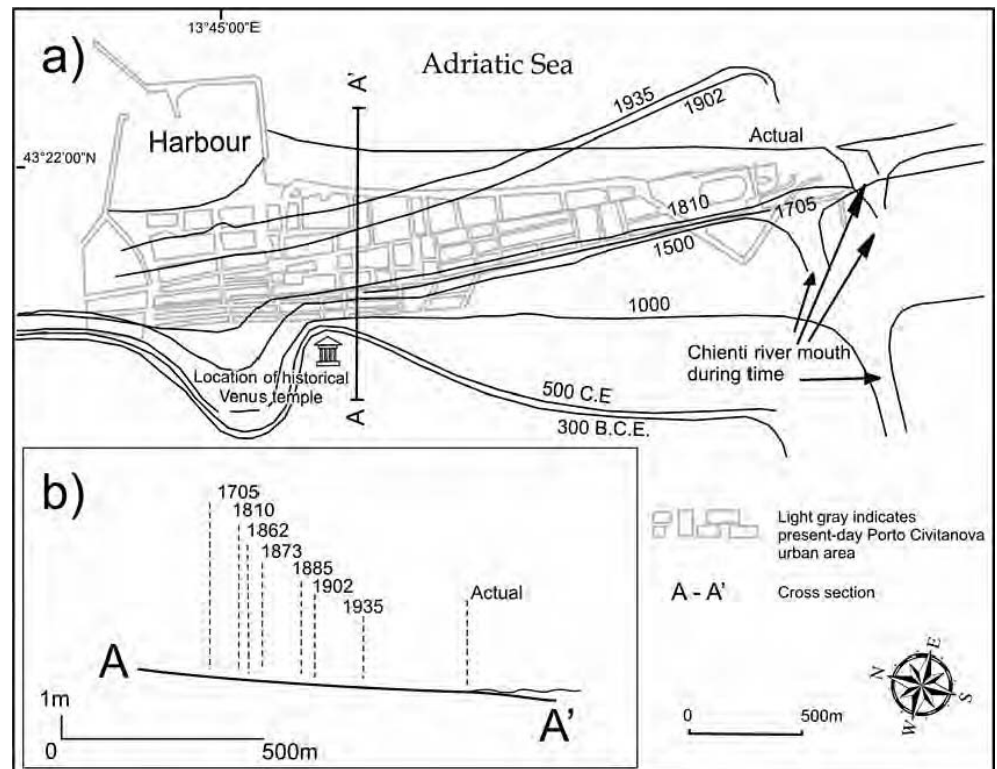 13°45'00"E
a)
Adriatic Sea
A'
1935
1902
Harbour
Actual
43°22'00"N
1810
1705
1500
1000
Chienti river mouth
during time
Location of historical
Venus temple
A
500 C.E
300 B.C.E.
b)
1705
1810
1862
1873
1885
1902
1935
Actual
A
A'
1m
0
500m
Light gray indicates
present-day Porto Civitanova
urban area
A - A'
Cross section
N
E
S
W
0
500m